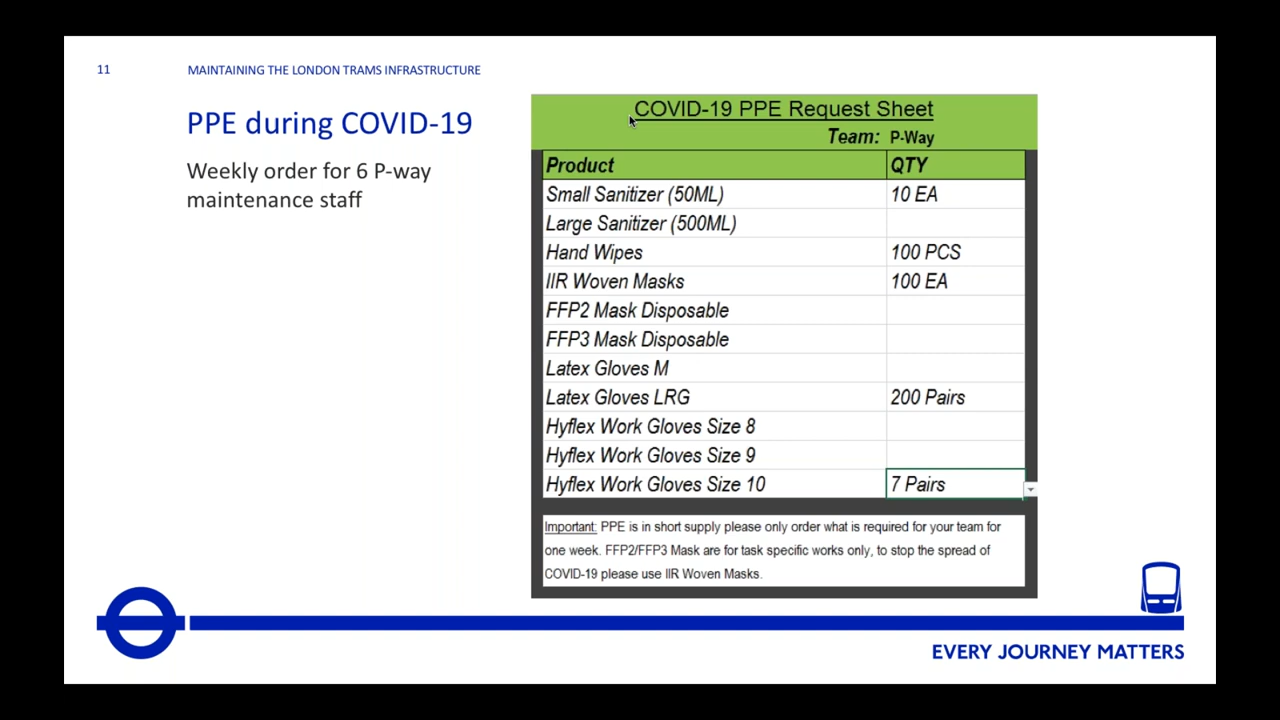 11
MAINTAINING THE LONDON TRAMS INFRASTRUCTURE
PPE during COVID-19
Weekly order for 6 P-way
maintenance staff
COVID-19 PPE Request Sheet
Team: P-Way
Product QTY
Small Sanitizer (50ML) 10 EA
Large Sanitizer (500ML)
Hand Wipes 100 PCS
IIR Woven Masks 100 EA
FFP2 Mask Disposable
FFP3 Mask Disposable
Latex Gloves M
Latex Gloves LRG 200 Pairs
Hyflex Work Gloves Size 8
Hyflex Work Gloves Size 9
Hyflex Work Gloves Size 10 7 Pairs
Important: PPE is in short supply please only order what is required for your team for
one week. FFP2/FFP3 Mask are for task specific works only, to stop the spread of
COVID-19 please use IIR Woven Masks.
EVERY JOURNEY MATTERS